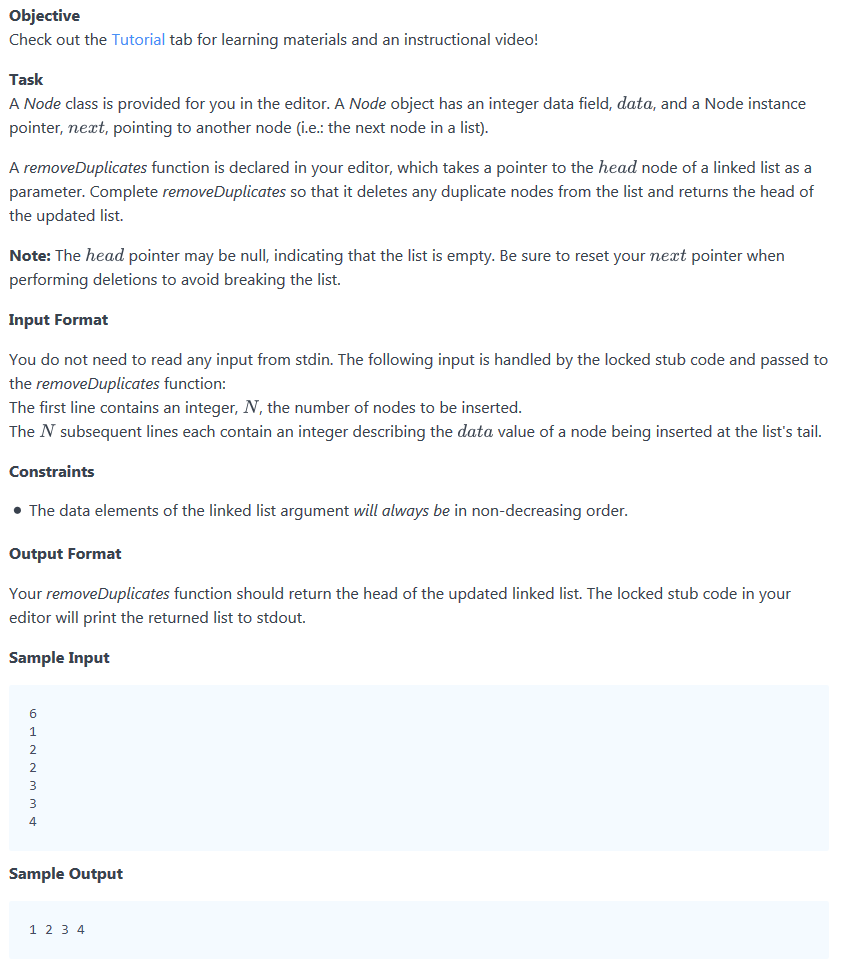 Objective
Check out the Tutorial tab for learning materials and an instructional video!
Task
A Node class is provided for you in the editor. A Node object has an integer data field, data, and a Node instance
pointer, next, pointing to another node (i.e.: the next node in a list).
A removeDuplicates function is declared in your editor, which takes a pointer to the head node of a linked list as a
parameter. Complete removeDuplicates so that it deletes any duplicate nodes from the list and returns the head of
the updated list.
Note: The head pointer may be null, indicating that the list is empty. Be sure to reset your next pointer when
performing deletions to avoid breaking the list.
Input Format
You do not need to read any input from stdin. The following input is handled by the locked stub code and passed to
the removeDuplicates function:
The first line contains an integer, N, the number of nodes to be inserted.
The N subsequent lines each contain an integer describing the data value of a node being inserted at the list's tail.
Constraints
• The data elements of the linked list argument will always be in non-decreasing order.
Output Format
Your removeDuplicates function should return the head of the updated linked list. The locked stub code in your
editor will print the returned list to stdout.
Sample Input
6
1
2
2
3
3
4
Sample Output
1 2 3 4